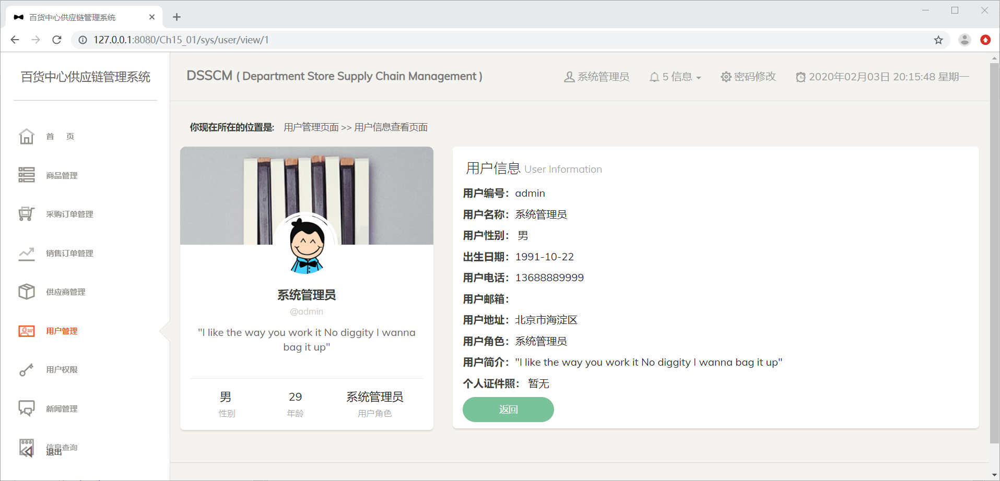 百货中心供应链管理系统
127.0.0.1:8080/Ch15_01/sys/user/view/1
百货中心供应链管理系统
DSSCM ( Department Store Supply Chain Management )
系统管理员
5 信息
密码修改
2020年02月03日 20:15:48 星期一
首 页
商品管理
采购订单管理
销售订单管理
供应商管理
用户管理
用户权限
新闻管理
信息查询
退出
你现在所在的位置是: 用户管理页面 >> 用户信息查看页面
系统管理员
@admin
"I like the way you work it No diggity I wanna
bag it up"
男 29 系统管理员
性别 年龄 用户角色
用户信息 User Information
用户编号：admin
用户名称：系统管理员
用户性别： 男
出生日期：1991-10-22
用户电话：13688889999
用户邮箱：
用户地址：北京市海淀区
用户角色：系统管理员
用户简介："I like the way you work it No diggity I wanna bag it up"
个人证件照： 暂无
返回